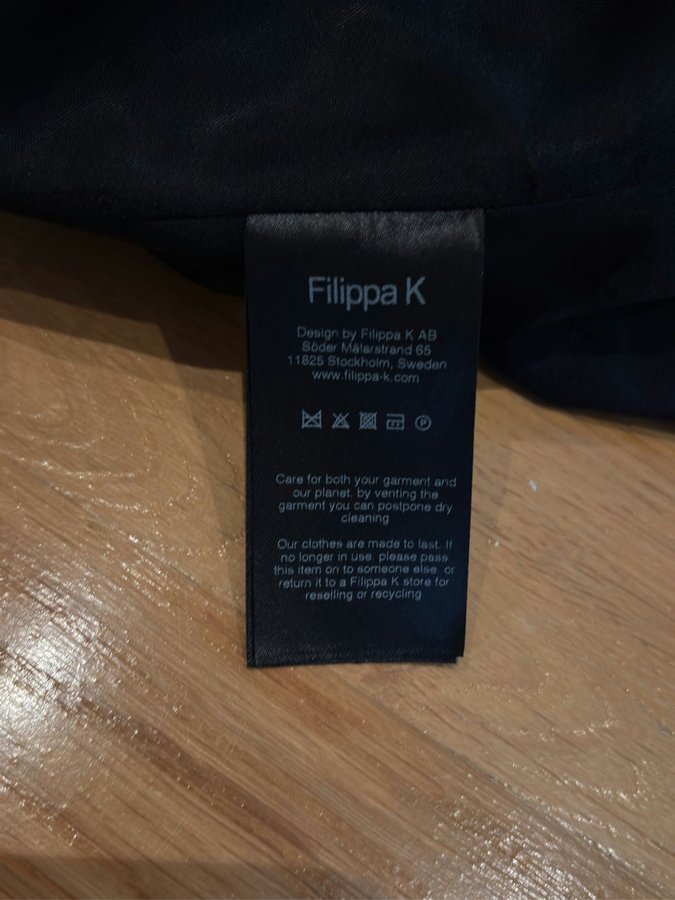 Filippa K
Design by Filippa K AB
Söder Mälarstrand 65
11825 Stockholm, Sweden
www.filippa-k.com
P
Care for both your garment and
our planet, by venting the
garment you can postpone dry
cleaning
Our clothes are made to last. If
no longer in use, please pass
this item on to someone else, or
return it to a Filippa K store for
reselling or recycling